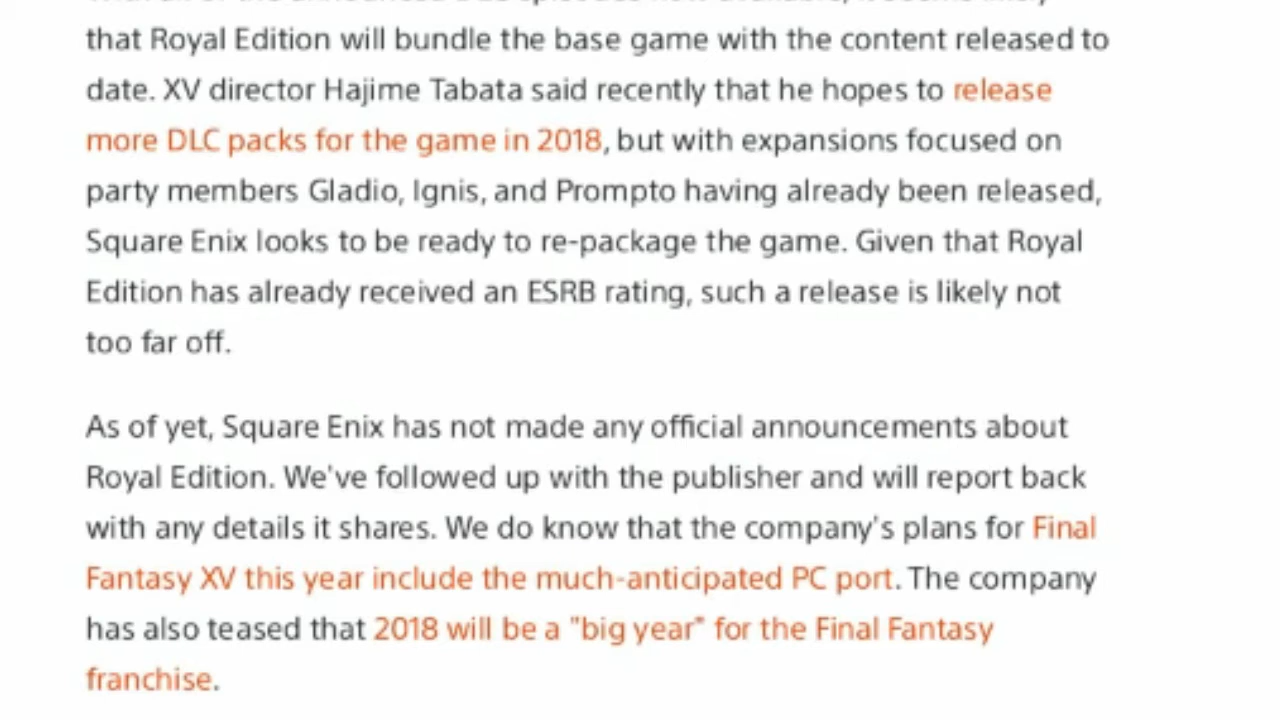 that Royal Edition will bundle the base game with the content released to
date. XV director Hajime Tabata said recently that he hopes to release
more DLC packs for the game in 2018, but with expansions focused on
party members Gladio, Ignis, and Prompto having already been released,
Square Enix looks to be ready to re-package the game. Given that Royal
Edition has already received an ESRB rating, such a release is likely not
too far off.
As of yet, Square Enix has not made any official announcements about
Royal Edition. We've followed up with the publisher and will report back
with any details it shares. We do know that the company's plans for Final
Fantasy XV this year include the much-anticipated PC port. The company
has also teased that 2018 will be a "big year" for the Final Fantasy
franchise.